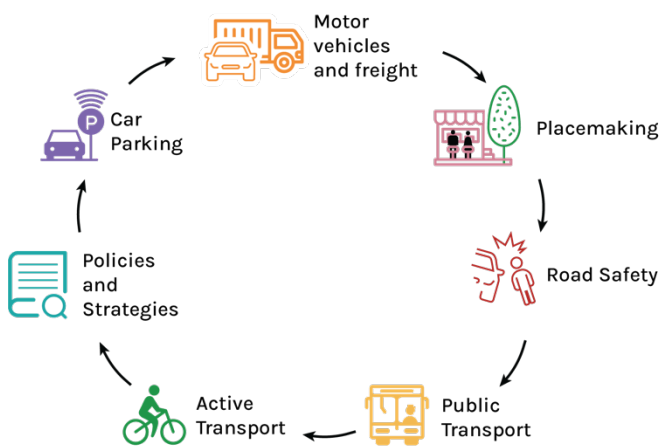 Motor
vehicles
and freight
Placemaking
Road Safety
Public
Transport
Active
Transport
Policies
and
Strategies
P
Car
Parking